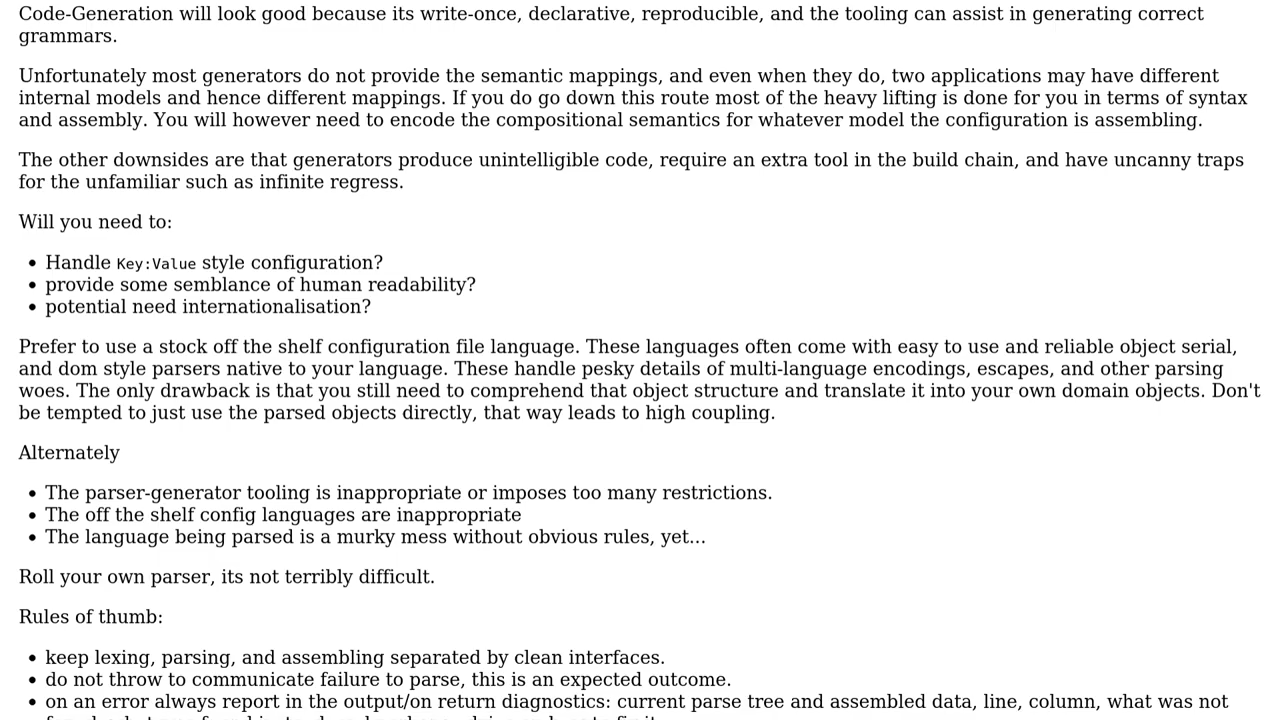 Code-Generation will look good because its write-once, declarative, reproducible, and the tooling can assist in generating correct
grammars.
Unfortunately most generators do not provide the semantic mappings, and even when they do, two applications may have different
internal models and hence different mappings. If you do go down this route most of the heavy lifting is done for you in terms of syntax
and assembly. You will however need to encode the compositional semantics for whatever model the configuration is assembling.
The other downsides are that generators produce unintelligible code, require an extra tool in the build chain, and have uncanny traps
for the unfamiliar such as infinite regress.
Will you need to:
• Handle Key:Value style configuration?
• provide some semblance of human readability?
• potential need internationalisation?
Prefer to use a stock off the shelf configuration file language. These languages often come with easy to use and reliable object serial,
and dom style parsers native to your language. These handle pesky details of multi-language encodings, escapes, and other parsing
woes. The only drawback is that you still need to comprehend that object structure and translate it into your own domain objects. Don't
be tempted to just use the parsed objects directly, that way leads to high coupling.
Alternately
• The parser-generator tooling is inappropriate or imposes too many restrictions.
• The off the shelf config languages are inappropriate
• The language being parsed is a murky mess without obvious rules, yet...
Roll your own parser, its not terribly difficult.
Rules of thumb:
• keep lexing, parsing, and assembling separated by clean interfaces.
• do not throw to communicate failure to parse, this is an expected outcome.
• on an error always report in the output/on return diagnostics: current parse tree and assembled data, line, column, what was not